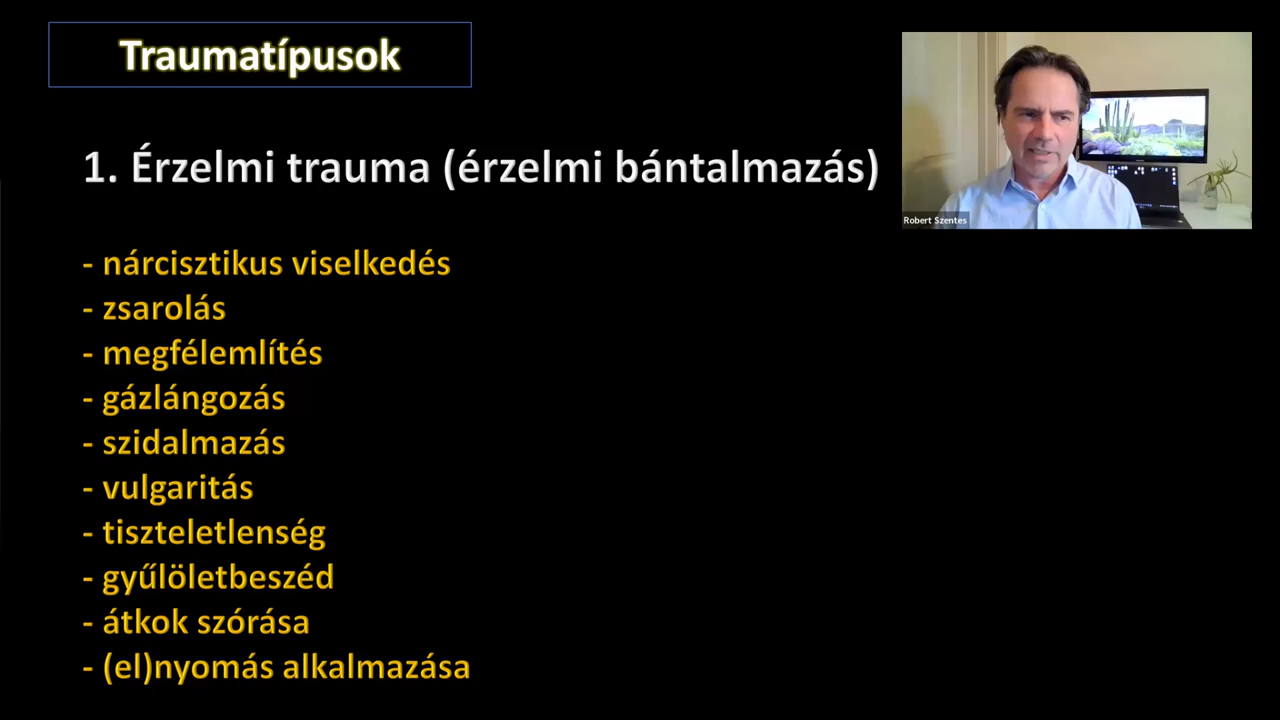 Traumatípusok
1. Érzelmi trauma (érzelmi bántalmazás)
- nárcisztikus viselkedés
- zsarolás
- megfélemlítés
- gázlángozás
- szidalmazás
- vulgaritás
- tiszteletlenség
- gyűlöletbeszéd
- átkok szórása
- (el)nyomás alkalmazása
Robert Szentes